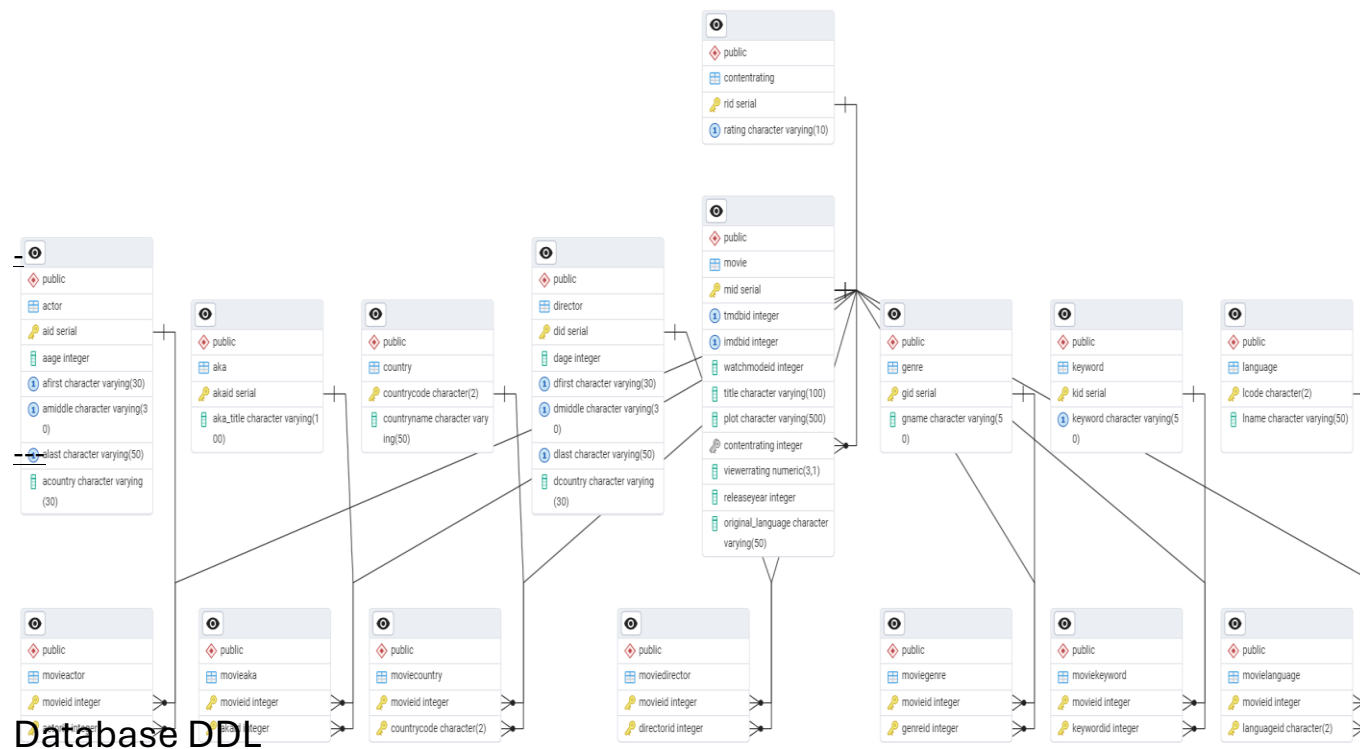 public
contentrating
rid serial
rating character varying(10)
public
movie
mid serial
tmdbid integer
imdbid integer
watchmodeid integer
title character varying(100)
plot character varying(500)
contentrating integer
viewerrating numeric(3,1)
releaseyear integer
original_language character
varying(50)
public
actor
aid serial
aage integer
afirst character varying(30)
amiddle character varying(3
0)
alast character varying(50)
acountry character varying
(30)
public
aka
akaid serial
aka_title character varying(1
00)
public
country
countrycode character(2)
countryname character vary
ing(50)
public
director
did serial
dage integer
dfirst character varying(30)
dmiddle character varying(3
0)
dlast character varying(50)
dcountry character varying
(30)
public
genre
gid serial
gname character varying(5
0)
public
keyword
kid serial
keyword character varying(5
0)
public
language
lcode character(2)
lname character varying(50)
public
movieactor
movieid integer
public
movieaka
movieid integer
integer
public
moviecountry
movieid integer
countrycode character(2)
public
moviedirector
movieid integer
directorid integer
public
moviegenre
movieid integer
genreid integer
public
moviekeyword
movieid integer
keywordid integer
public
movielanguage
movieid integer
languageid character(2)
Database DDL